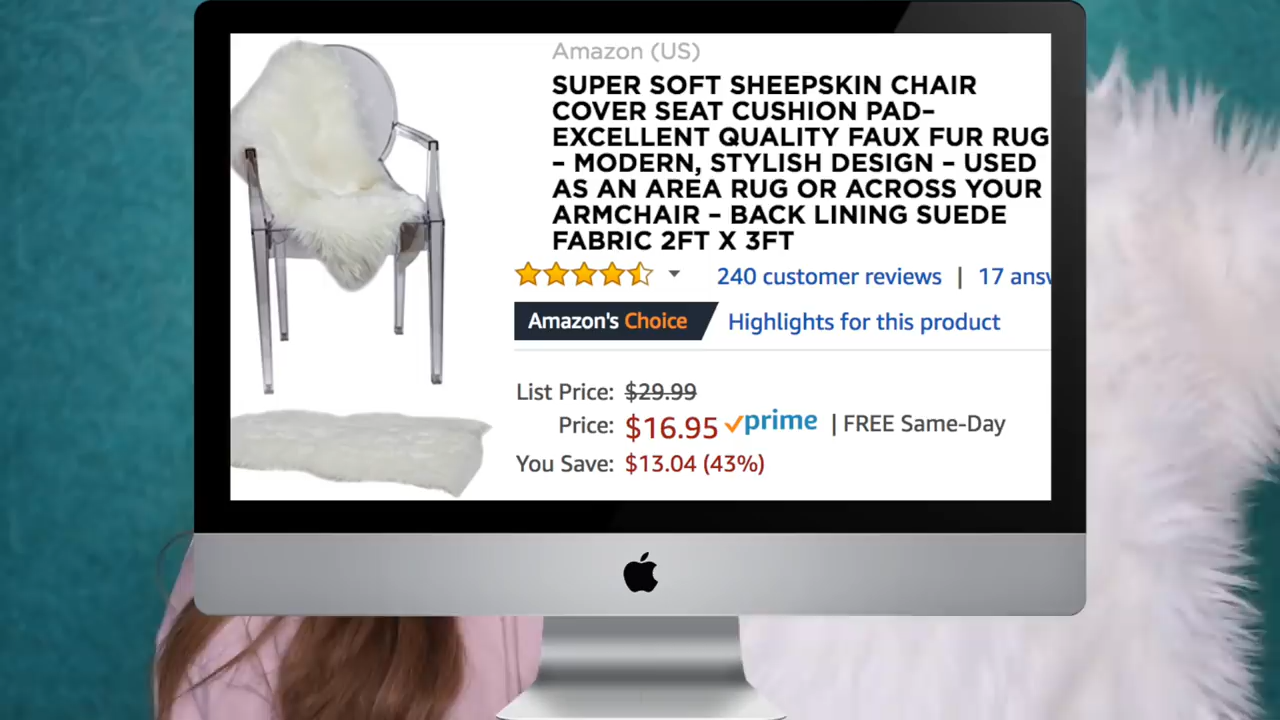 Amazon (US)
SUPER SOFT SHEEPSKIN CHAIR
COVER SEAT CUSHION PAD–
EXCELLENT QUALITY FAUX FUR RUG
– MODERN, STYLISH DESIGN – USED
AS AN AREA RUG OR ACROSS YOUR
ARMCHAIR – BACK LINING SUEDE
FABRIC 2FT X 3FT
240 customer reviews | 17 answ
Amazon's Choice Highlights for this product
List Price: $29.99
Price: $16.95 prime | FREE Same-Day
You Save: $13.04 (43%)